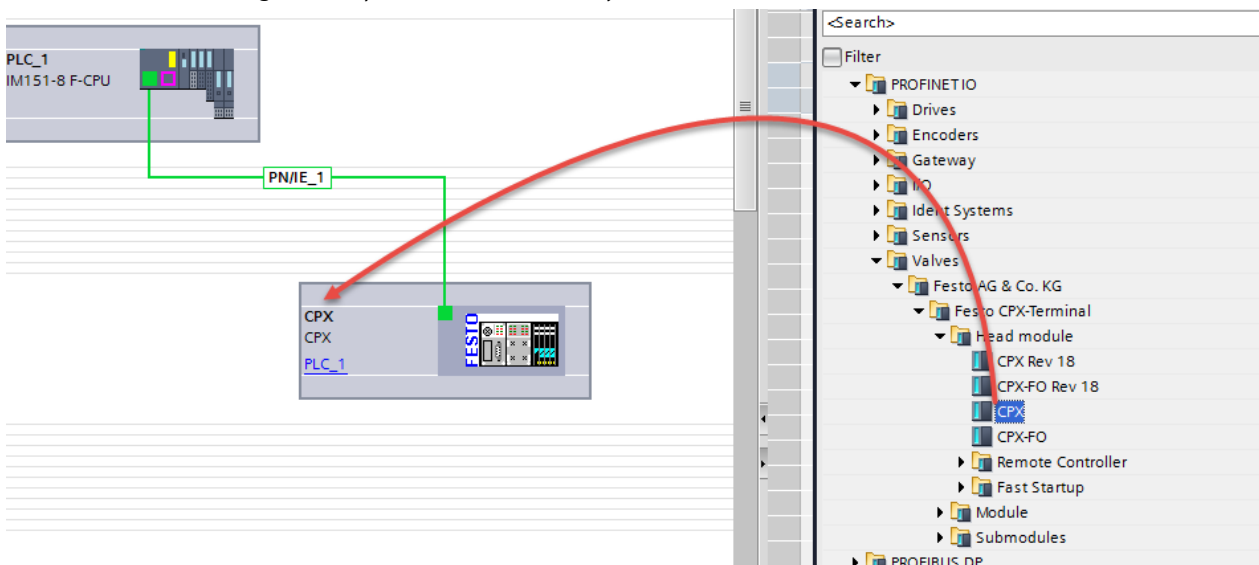 PLC_1
IM151-8 F-CPU
PN/IE_1
CPX
CPX
PLC_1
FESTO
<Search>
Filter
PROFINET IO
Drives
Encoders
Gateway
I/O
Ident Systems
Sensors
Valves
Festo AG & Co. KG
Festo CPX-Terminal
Head module
CPX Rev 18
CPX-FO Rev 18
CPX
CPX-FO
Remote Controller
Fast Startup
Module
Submodules
PROFIBUS DP